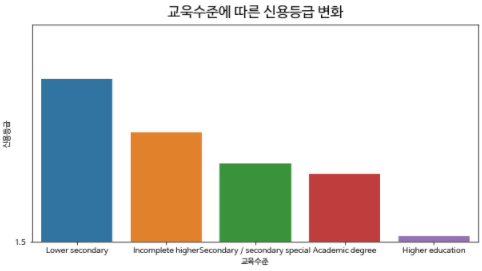 교욱수준에 따른 신용등급 변화
신용등급
1.5
Lower secondary
Incomplete higher
Secondary / secondary special
Academic degree
Higher education
교육수준